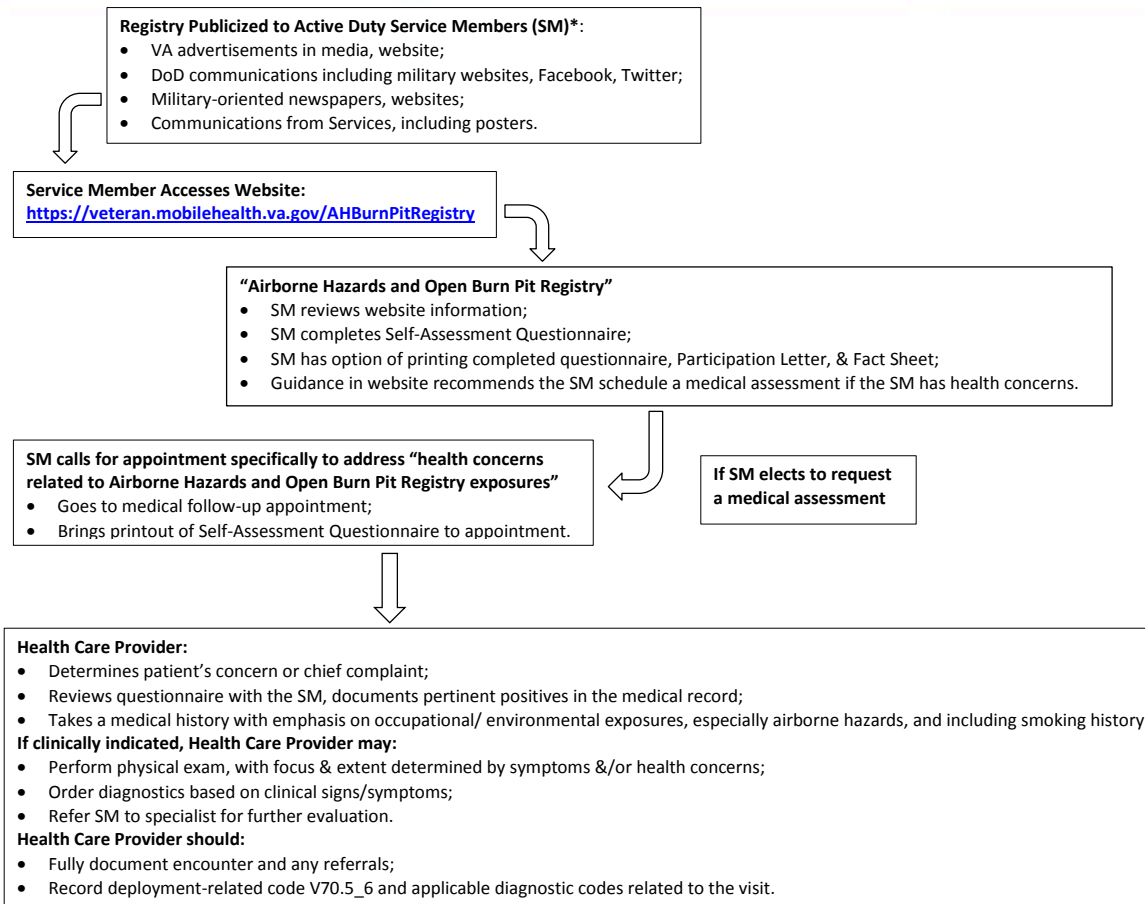 Registry Publicized to Active Duty Service Members (SM)*:
• VA advertisements in media, website;
• DoD communications including military websites, Facebook, Twitter;
• Military-oriented newspapers, websites;
• Communications from Services, including posters.
Service Member Accesses Website:
https://veteran.mobilehealth.va.gov/AHBurnPitRegistry
“Airborne Hazards and Open Burn Pit Registry”
• SM reviews website information;
• SM completes Self-Assessment Questionnaire;
• SM has option of printing completed questionnaire, Participation Letter, & Fact Sheet;
• Guidance in website recommends the SM schedule a medical assessment if the SM has health concerns.
If SM elects to request
a medical assessment
SM calls for appointment specifically to address “health concerns
related to Airborne Hazards and Open Burn Pit Registry exposures”
• Goes to medical follow-up appointment;
• Brings printout of Self-Assessment Questionnaire to appointment.
Health Care Provider:
• Determines patient’s concern or chief complaint;
• Reviews questionnaire with the SM, documents pertinent positives in the medical record;
• Takes a medical history with emphasis on occupational/ environmental exposures, especially airborne hazards, and including smoking history
If clinically indicated, Health Care Provider may:
• Perform physical exam, with focus & extent determined by symptoms &/or health concerns;
• Order diagnostics based on clinical signs/symptoms;
• Refer SM to specialist for further evaluation.
Health Care Provider should:
• Fully document encounter and any referrals;
• Record deployment-related code V70.5_6 and applicable diagnostic codes related to the visit.